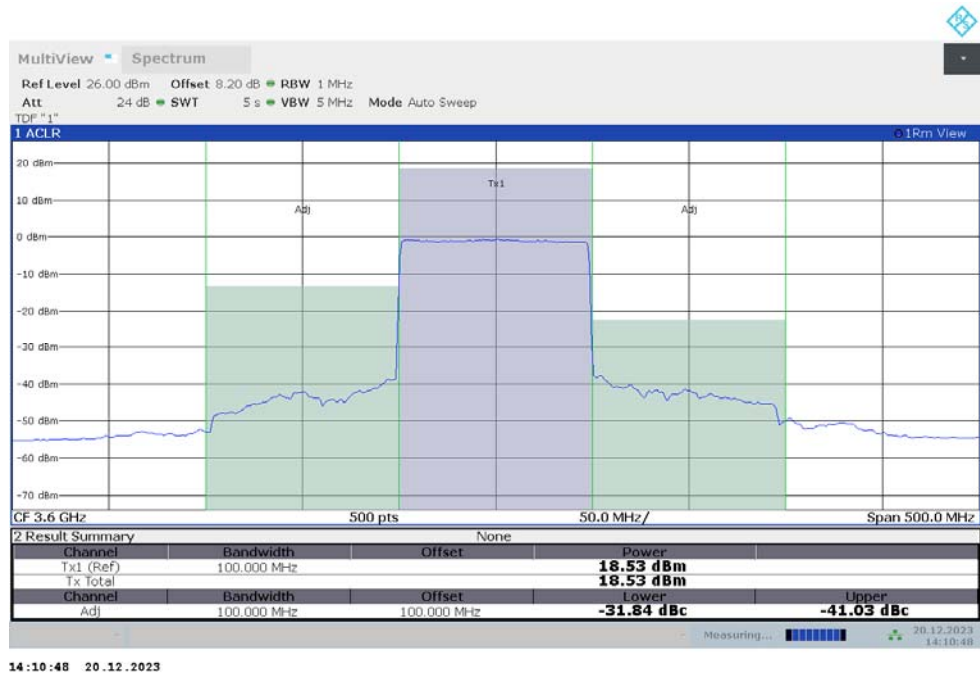 R S
MultiView Spectrum
Ref Level 26.00 dBm Offset 8.20 dB RBW 1 MHz
Att 24 dB SWT 5 s VBW 5 MHz Mode Auto Sweep
TDF "1"
1 ACLR 1Rm View
20 dBm
Tx1
10 dBm
Adj Adj
0 dBm
-10 dBm
-20 dBm
-30 dBm
-40 dBm
-50 dBm
-60 dBm
-70 dBm
CF 3.6 GHz 500 pts 50.0 MHz/ Span 500.0 MHz
2 Result Summary None
Channel Bandwidth Offset Power
Tx1 (Ref) 100.000 MHz 18.53 dBm
Tx Total 18.53 dBm
Channel Bandwidth Offset Lower Upper
Adj 100.000 MHz 100.000 MHz -31.84 dBc -41.03 dBc
Measuring... 20.12.2023
14:10:48
14:10:48 20.12.2023